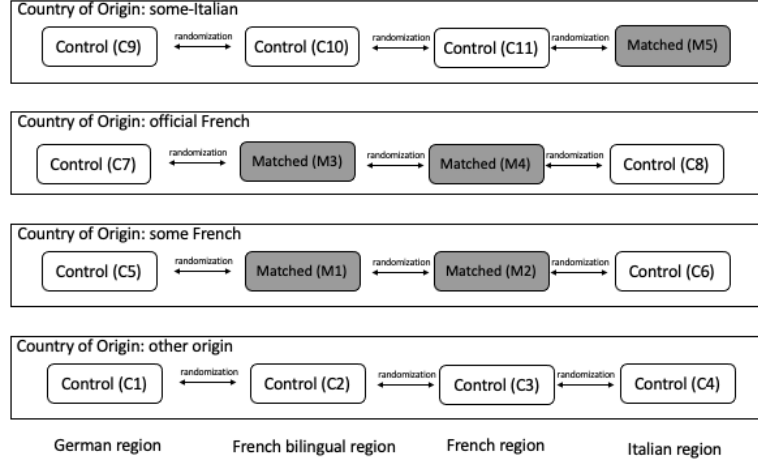 Country of Origin: some-Italian
Control (C9) randomization Control (C10) randomization Control (C11) randomization Matched (M5)
Country of Origin: official French
Control (C7) randomization Matched (M3) randomization Matched (M4) randomization Control (C8)
Country of Origin: some French
Control (C5) randomization Matched (M1) randomization Matched (M2) randomization Control (C6)
Country of Origin: other origin
Control (C1) randomization Control (C2) randomization Control (C3) randomization Control (C4)
German region French bilingual region French region Italian region